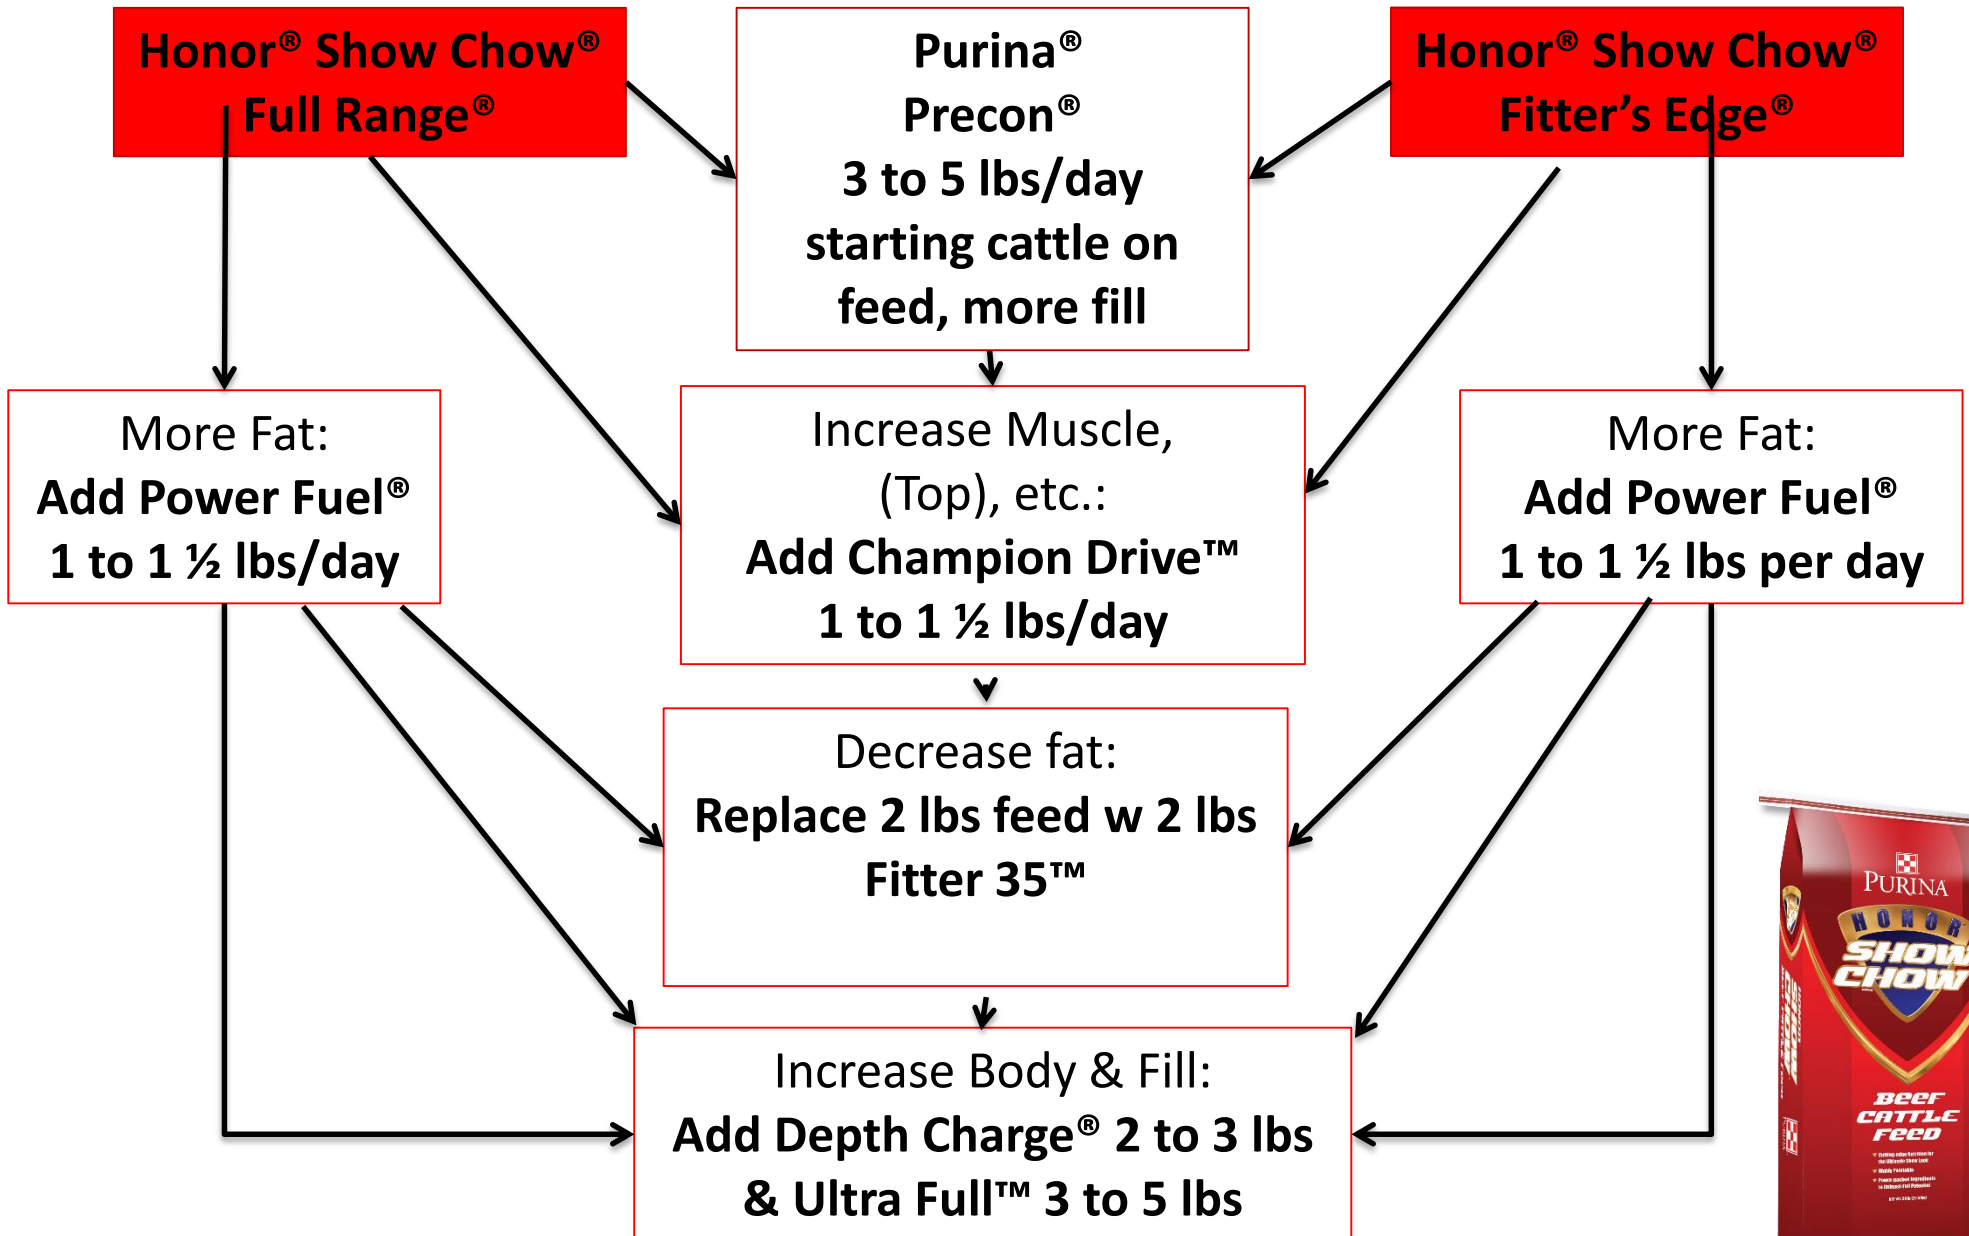 Honor® Show Chow®
Full Range®
Purina®
Precon®
3 to 5 lbs/day
starting cattle on
feed, more fill
Honor® Show Chow®
Fitter’s Edge®
More Fat:
Add Power Fuel®
1 to 1 ½ lbs/day
Increase Muscle,
(Top), etc.:
Add Champion Drive™
1 to 1 ½ lbs/day
More Fat:
Add Power Fuel®
1 to 1 ½ lbs per day
Decrease fat:
Replace 2 lbs feed w 2 lbs
Fitter 35™
Increase Body & Fill:
Add Depth Charge® 2 to 3 lbs
& Ultra Full™ 3 to 5 lbs
PURINA
HONOR
SHOW
CHOW
BEEF
CATTLE
FEED